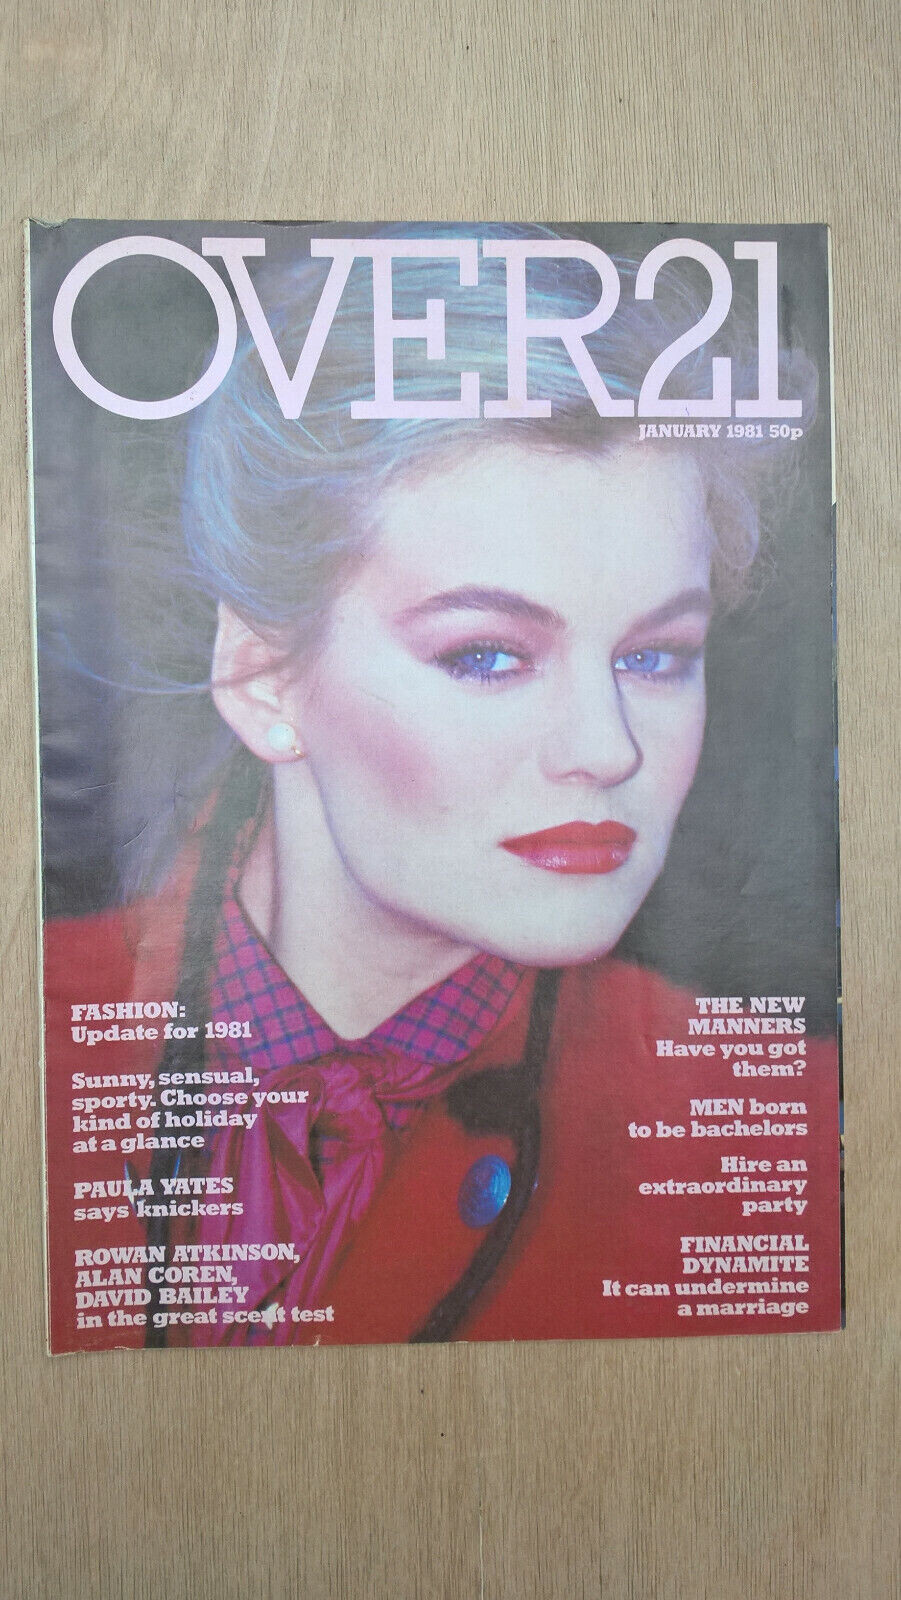 OVER21
JANUARY 1981 50p
FASHION:
Update for 1981
Sunny, sensual,
sporty. Choose your
kind of holiday
at a glance
PAULA YATES
says knickers
ROWAN ATKINSON,
ALAN COREN,
DAVID BAILEY
in the great scent test
THE NEW
MANNERS
Have you got
them?
MEN born
to be bachelors
Hire an
extraordinary
party
FINANCIAL
DYNAMITE
It can undermine
a marriage